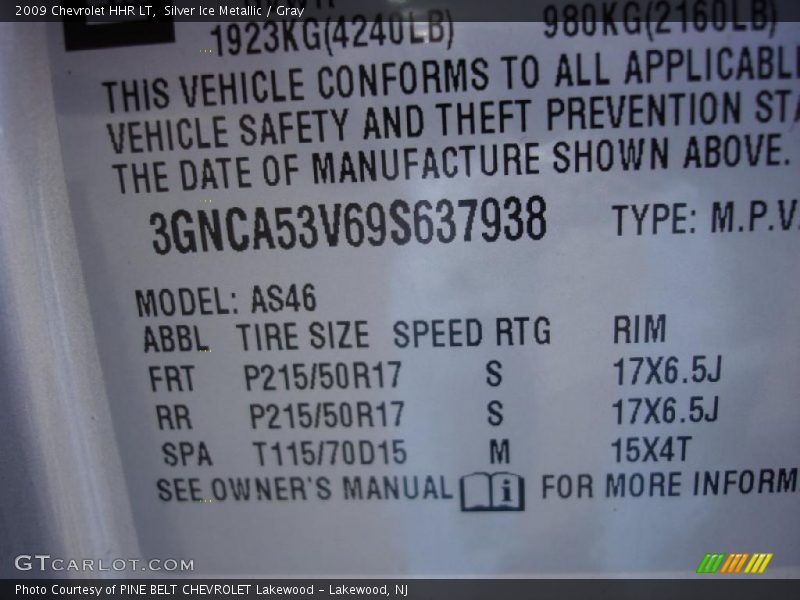 2009 Chevrolet HHR LT,  Silver Ice Metallic / Gray
1923KG(4240LB) 980KG(2160LB)
THIS VEHICLE CONFORMS TO ALL APPLICABL
VEHICLE SAFETY AND THEFT PREVENTION STA
THE DATE OF MANUFACTURE SHOWN ABOVE.
3GNCA53V69S637938 TYPE: M.P.V.
MODEL: AS46
ABBL TIRE SIZE SPEED RTG RIM
FRT P215/50R17 S 17X6.5J
RR P215/50R17 S 17X6.5J
SPA T115/70D15 M 15X4T
SEE OWNER'S MANUAL i FOR MORE INFORM
GTCARLOT.COM
Photo Courtesy of PINE BELT CHEVROLET Lakewood - Lakewood, NJ